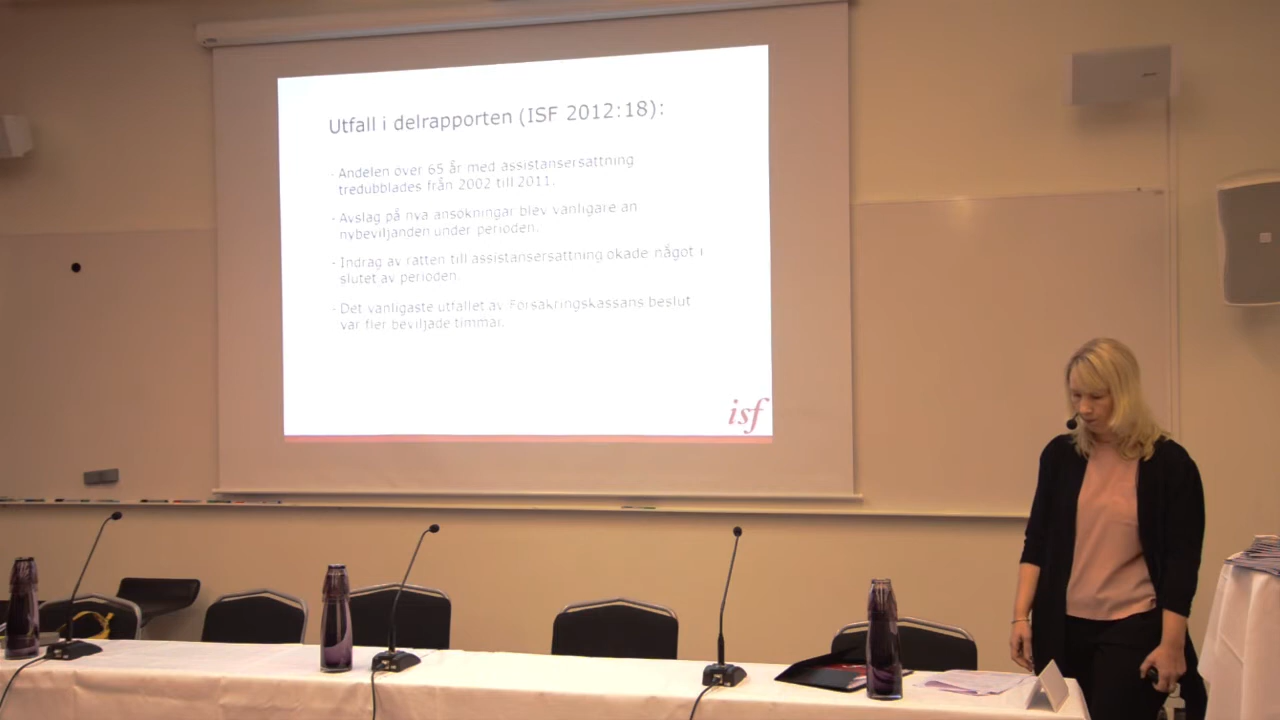 Utfall i delrapporten (ISF 2012:18):
- Andelen över 65 år med assistansersättning
tredubblades från 2002 till 2011.
- Avslag på nya ansökningar blev vanligare än
nybeviljanden under perioden.
- Indrag av rätten till assistansersättning ökade något i
slutet av perioden.
- Det vanligaste utfallet av Försäkringskassans beslut
var fler beviljade timmar.
isf